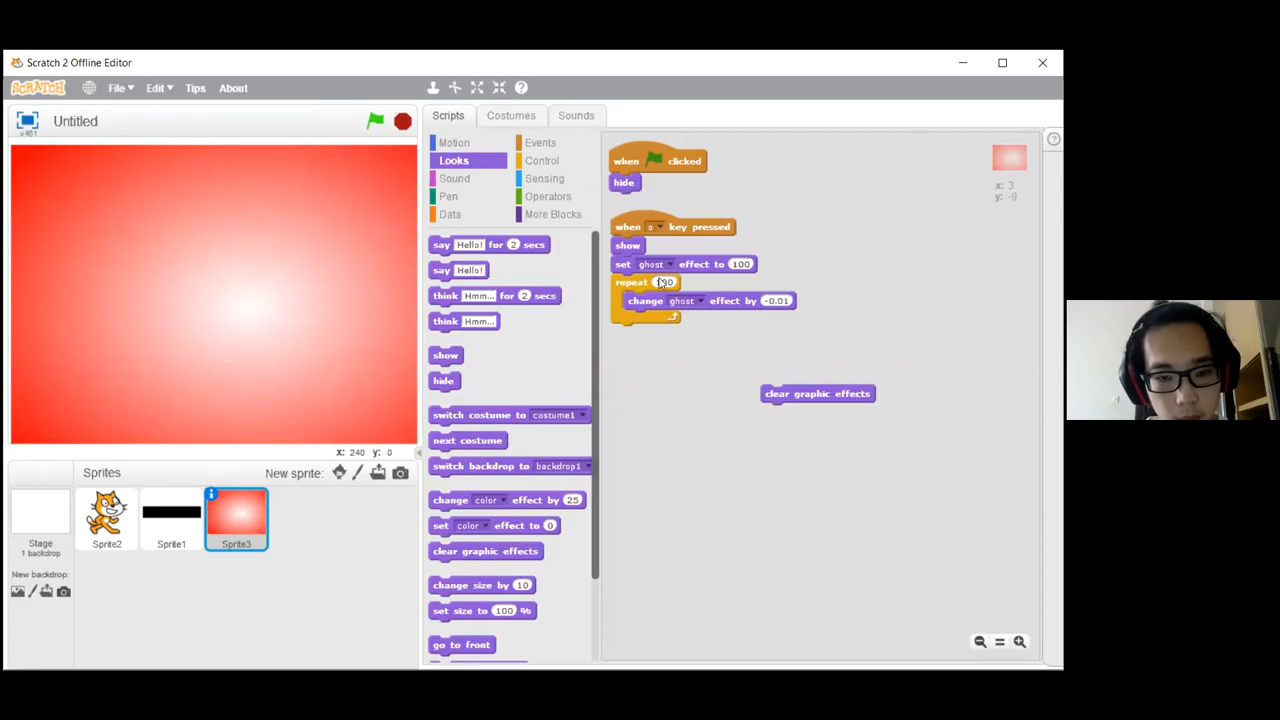 Scratch 2 Offline Editor
SCRATCH File Edit Tips About
v461 Untitled
Scripts Costumes Sounds
Motion Events
Looks Control
Sound Sensing
Pen Operators
Data More Blocks
say Hello! for 2 secs
say Hello!
think Hmm... for 2 secs
think Hmm...
show
hide
switch costume to costume1
next costume
switch backdrop to backdrop1
change color effect by 25
set color effect to 0
clear graphic effects
change size by 10
set size to 100 %
go to front
when clicked
hide
when key pressed
show
set ghost effect to 100
repeat
change ghost effect by -0.01
clear graphic effects
x: 3
y: -9
x: 240 y: 0
Sprites New sprite:
Stage
1 backdrop
New backdrop:
Sprite2 Sprite1 Sprite3